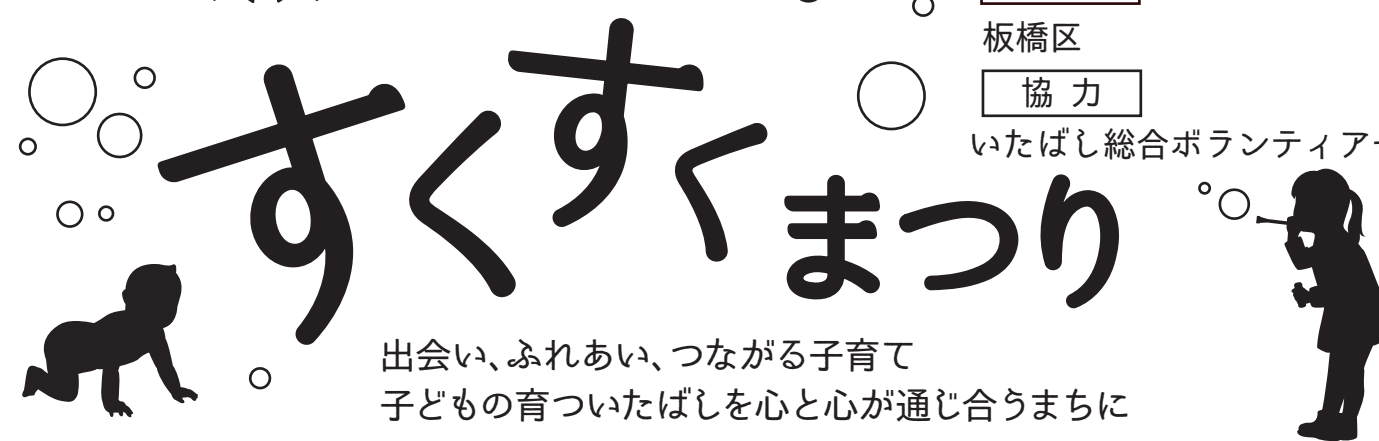 すくすくまつり
出会い、ふれあい、つながる子育て
子どもの育ついたばしを心と心が通じ合うまちに
板橋区
協力
いたばし総合ボランティア